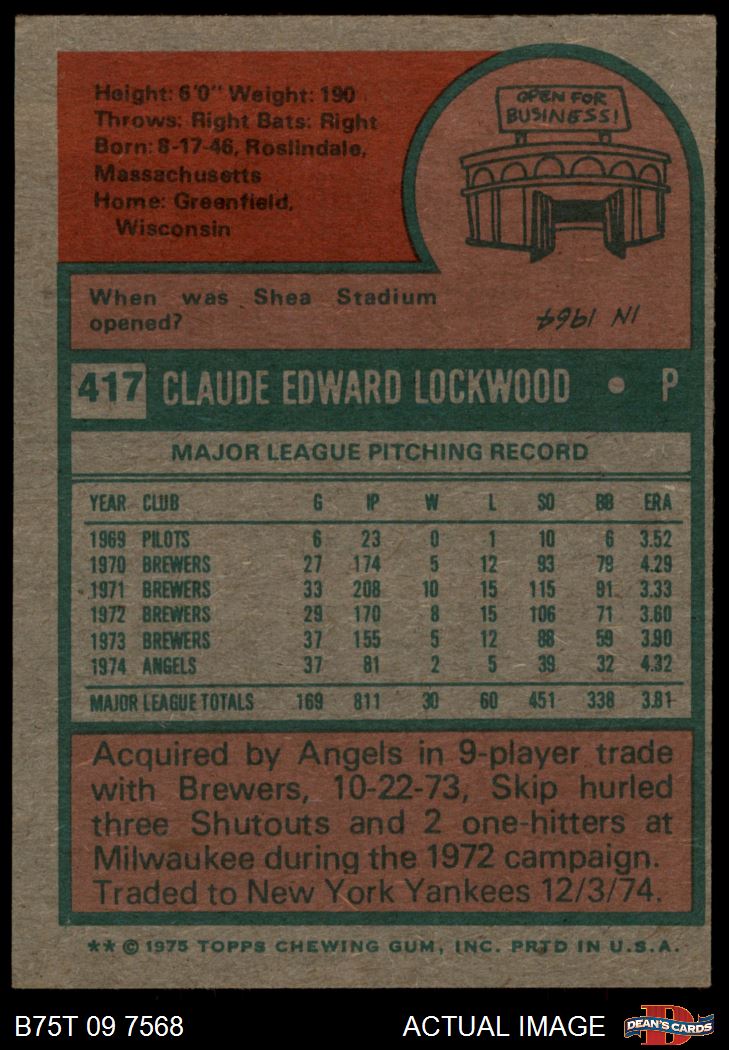 Height: 6'0" Weight: 190
Throws: Right Bats: Right
Born: 8-17-46, Roslindale,
Massachusetts
Home: Greenfield,
Wisconsin
OPEN FOR
BUSINESS!
When was Shea Stadium
opened?
IN 1964
417 CLAUDE EDWARD LOCKWOOD • P
MAJOR LEAGUE PITCHING RECORD
YEAR CLUB G IP W L SO BB ERA
1969 PILOTS 6 23 0 1 10 6 3.52
1970 BREWERS 27 174 5 12 93 79 4.29
1971 BREWERS 33 208 10 15 115 91 3.33
1972 BREWERS 29 170 8 15 106 71 3.60
1973 BREWERS 37 155 5 12 88 59 3.90
1974 ANGELS 37 81 2 5 39 32 4.32
MAJOR LEAGUE TOTALS 169 811 30 60 451 338 3.81
Acquired by Angels in 9-player trade
with Brewers, 10-22-73, Skip hurled
three Shutouts and 2 one-hitters at
Milwaukee during the 1972 campaign.
Traded to New York Yankees 12/3/74.
** © 1975 TOPPS CHEWING GUM, INC. PRTD IN U.S.A.
B75T 09 7568 ACTUAL IMAGE DEAN'S CARDS